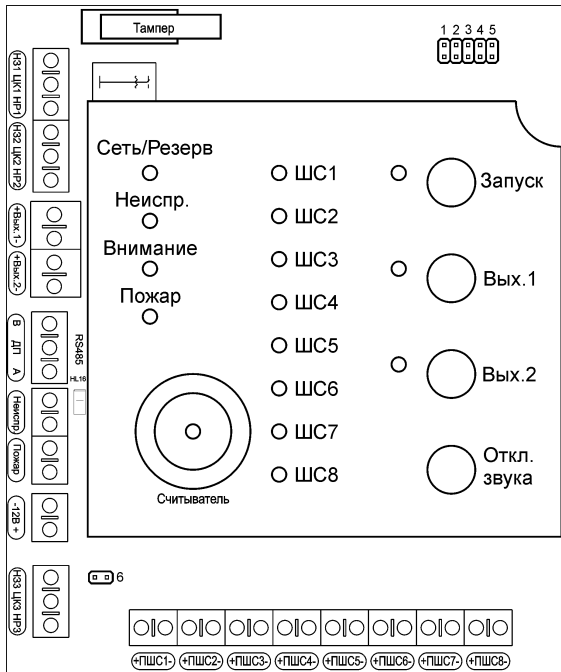 Тампер
1 2 3 4 5
НЗ1 ЦК1 НР1
НЗ2 ЦК2 НР2
+Вых.1-
+Вых.2-
В ДП А
RS485
HL16
Неиспр.
Пожар
-12В +
НЗ3 ЦК3 НР3
Сеть/Резерв
Неиспр.
Внимание
Пожар
Считыватель
ШС1
ШС2
ШС3
ШС4
ШС5
ШС6
ШС7
ШС8
Запуск
Вых.1
Вых.2
Откл.
звука
6
+ПШС1- +ПШС2- +ПШС3- +ПШС4- +ПШС5- +ПШС6- +ПШС7- +ПШС8-